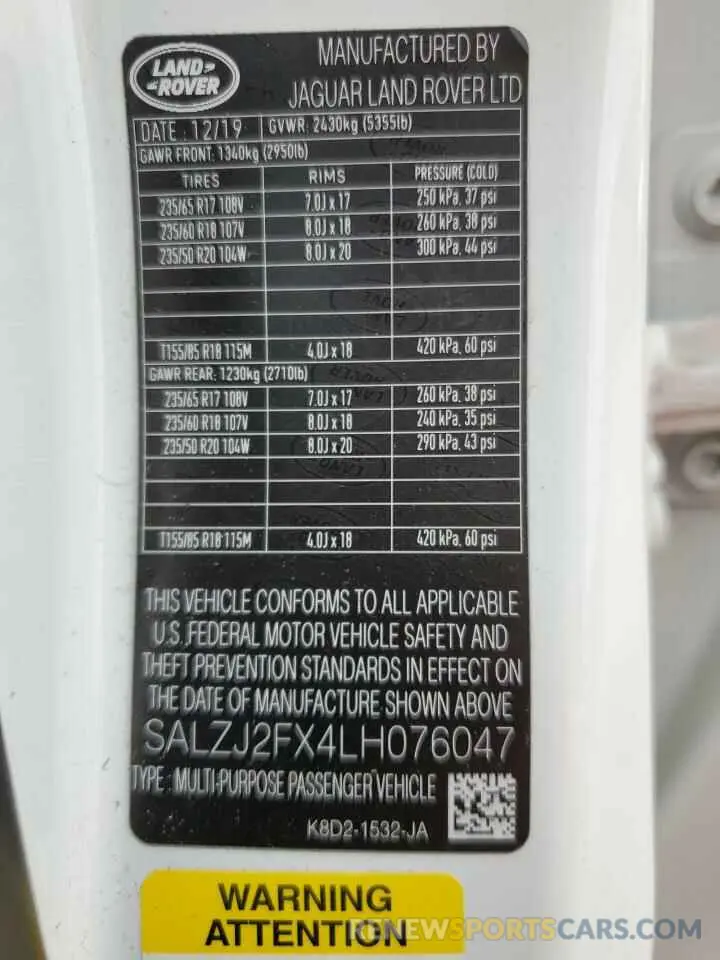 LAND ROVER
MANUFACTURED BY
JAGUAR LAND ROVER LTD
DATE : 12/19 GVWR: 2430kg (5355lb)
GAWR FRONT: 1340kg (2950lb)
TIRES RIMS PRESSURE (COLD)
235/65 R17 108V 7.0J x 17 250 kPa, 37 psi
235/60 R18 107V 8.0J x 18 260 kPa, 38 psi
235/50 R20 104W 8.0J x 20 300 kPa, 44 psi
T155/85 R18 115M 4.0J x 18 420 kPa, 60 psi
GAWR REAR: 1230kg (2710lb)
235/65 R17 108V 7.0J x 17 260 kPa, 38 psi
235/60 R18 107V 8.0J x 18 240 kPa, 35 psi
235/50 R20 104W 8.0J x 20 290 kPa, 43 psi
T155/85 R18 115M 4.0J x 18 420 kPa, 60 psi
THIS VEHICLE CONFORMS TO ALL APPLICABLE
U.S. FEDERAL MOTOR VEHICLE SAFETY AND
THEFT PREVENTION STANDARDS IN EFFECT ON
THE DATE OF MANUFACTURE SHOWN ABOVE
SALZJ2FX4LH076047
TYPE : MULTI-PURPOSE PASSENGER VEHICLE
K8D2-1532-JA
WARNING
ATTENTION
RENEWSPORTSCARS.COM